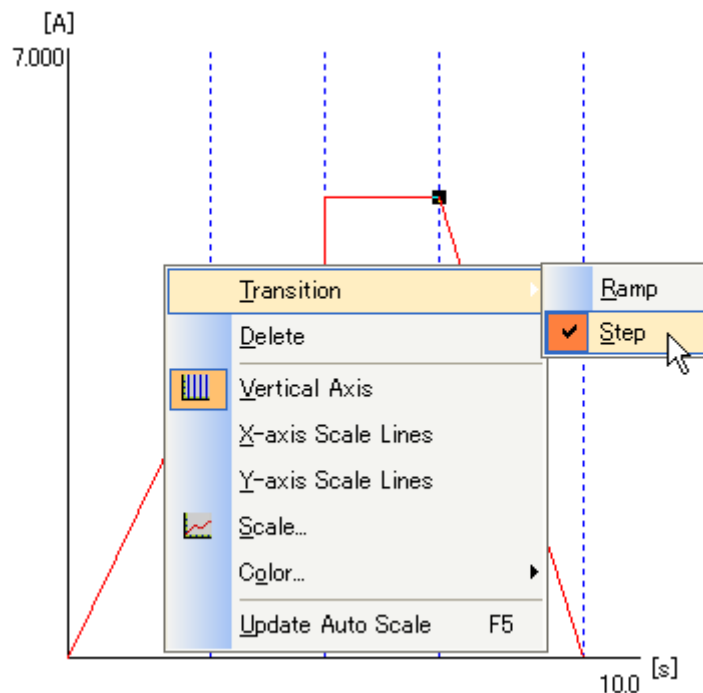 [A]
7.000
Transition
Ramp
Delete
Step
Vertical Axis
X-axis Scale Lines
Y-axis Scale Lines
Scale...
Color...
Update Auto Scale F5
10.0 [s]